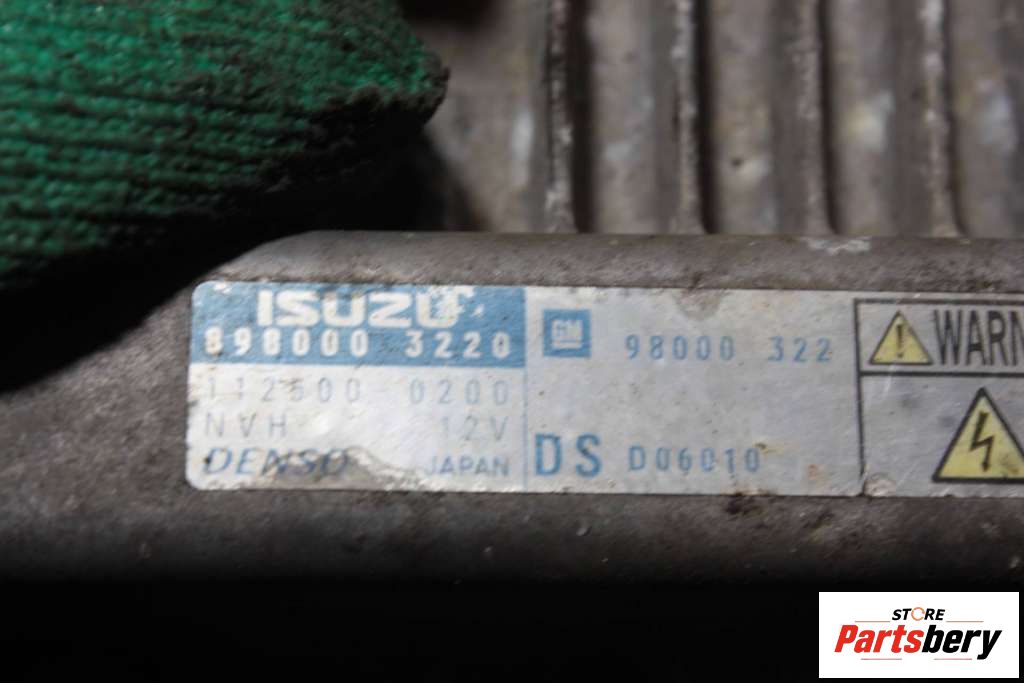 ISUZU
898000 3220
112500 0200
NVH 12V
DENSO JAPAN
GM 98000 322
DS D06010
WARN
STORE
Partsbery